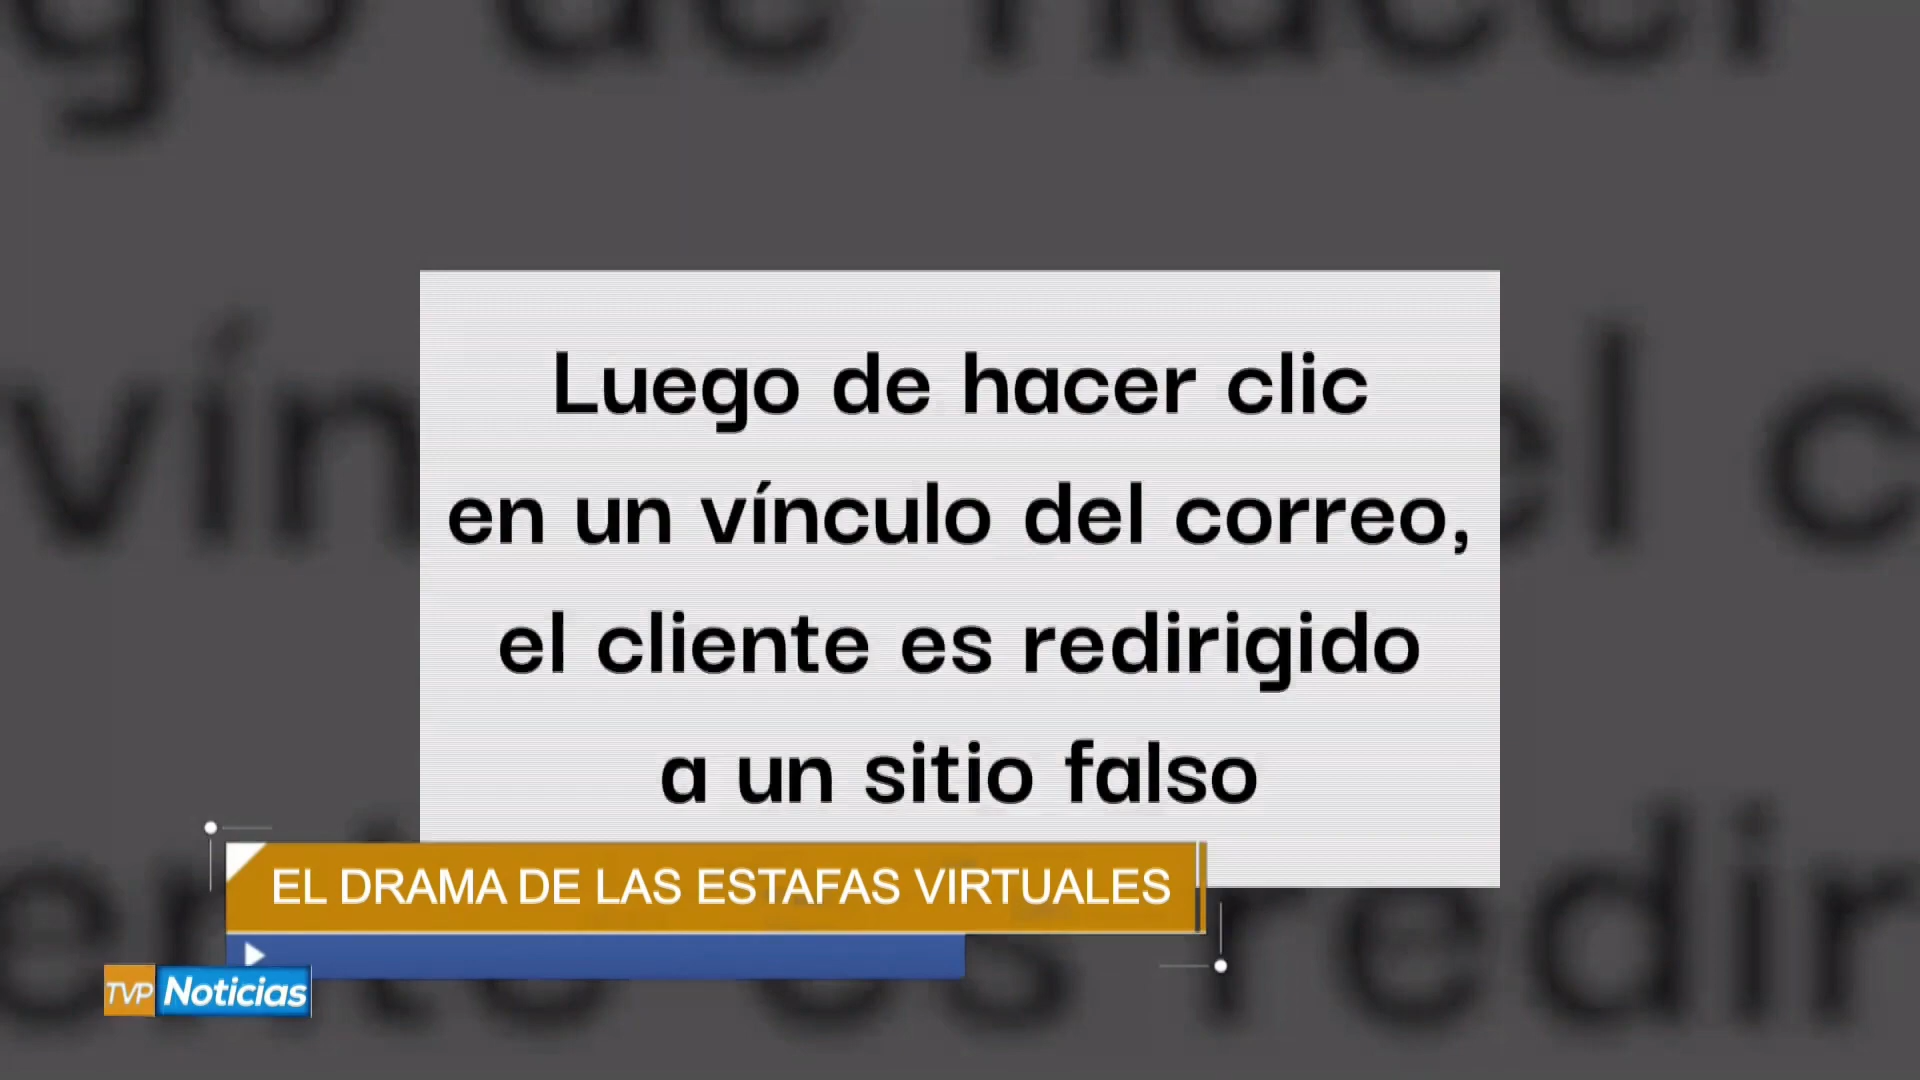 Luego de hacer clic
en un vínculo del correo,
el cliente es redirigido
a un sitio falso
EL DRAMA DE LAS ESTAFAS VIRTUALES
TVP Noticias